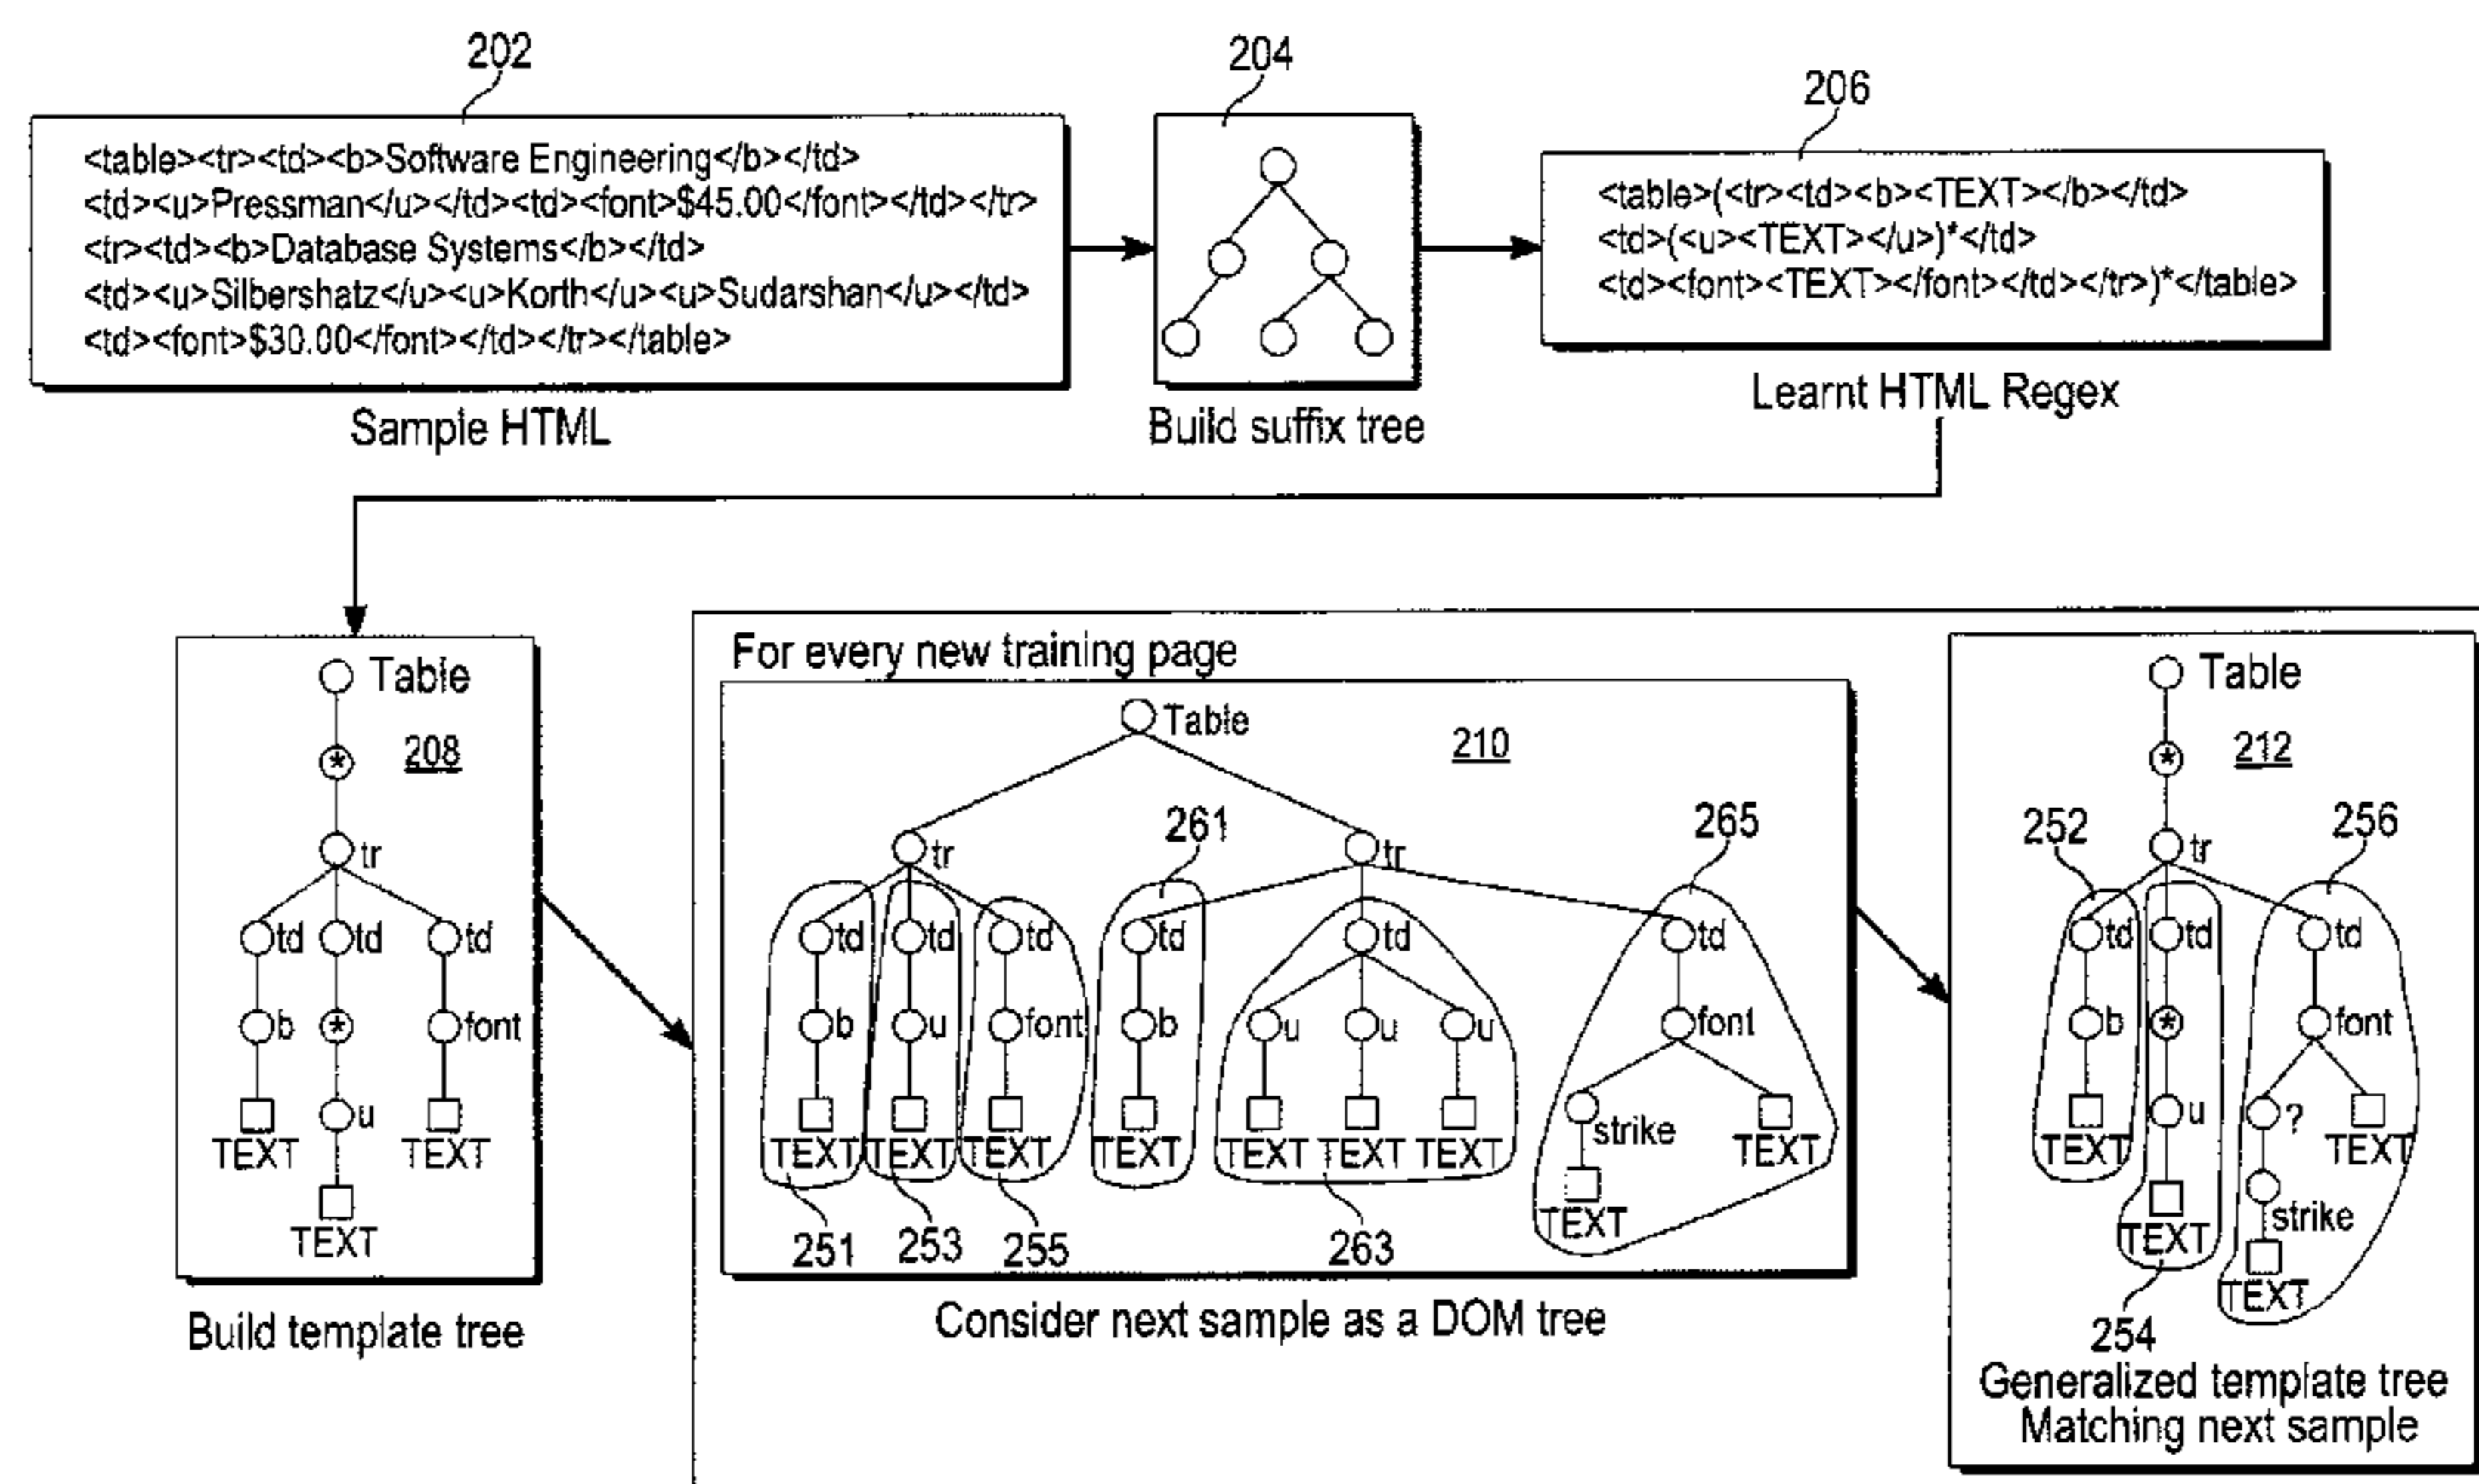 202
204
206
<table><tr><td><b>Software Engineering</b></td>
<td><u>Pressman</u></td><td><font>$45.00</font></td></tr>
<tr><td><b>Database Systems</b></td>
<td><u>Silbershatz</u><u>Korth</u><u>Sudarshan</u></td>
<td><font>$30.00</font></td></tr></table>
<table>(<tr><td><b><TEXT></b></td>
<td>(<u><TEXT></u>)*</td>
<td><font><TEXT></font></td></tr>)*</table>
Sample HTML
Build suffix tree
Learnt HTML Regex
Table
*
208
tr
td td td
b * font
TEXT u TEXT
TEXT
Build template tree
For every new training page
Table
210
261
265
tr tr
td td td td td td
b u font b u u u font
TEXT TEXT TEXT TEXT TEXT TEXT TEXT strike TEXT
TEXT
251 253 255 263
Consider next sample as a DOM tree
Table
*
212
252
256
tr
td td td
b * font
TEXT u ? TEXT
strike
TEXT TEXT
254
Generalized template tree
Matching next sample